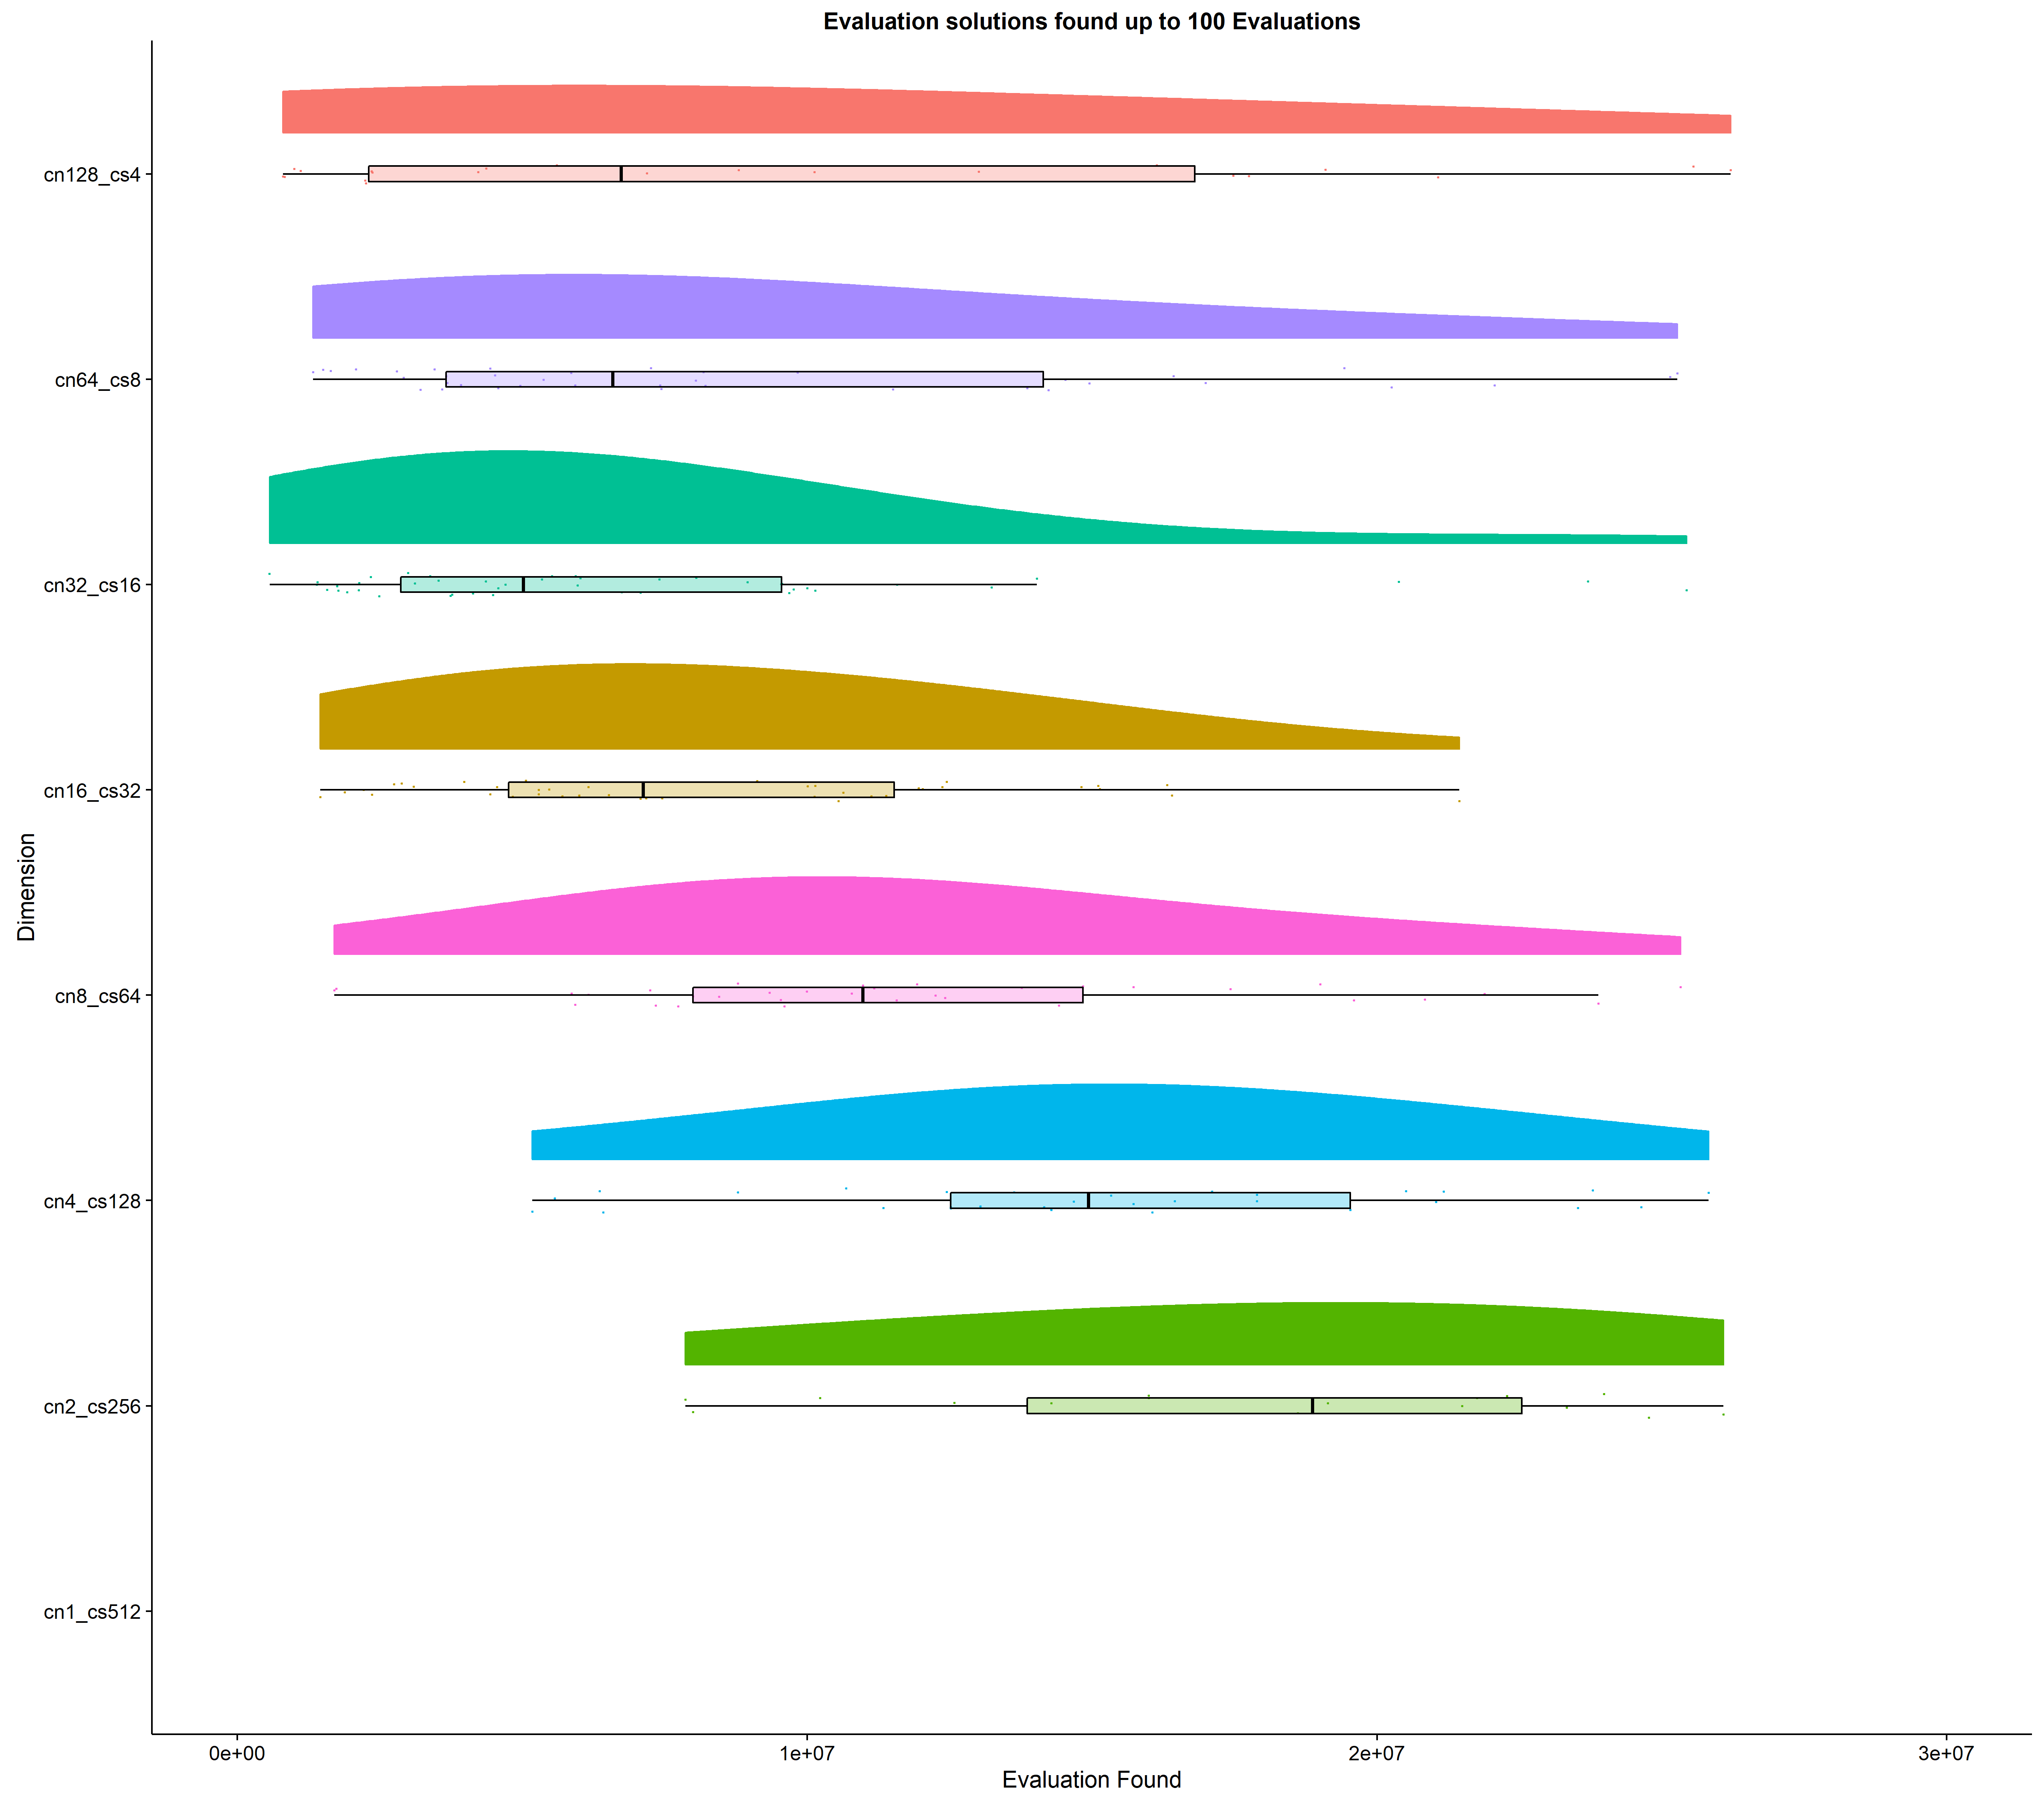 Evaluation solutions found up to 100 Evaluations
cn128_cs4
cn64_cs8
cn32_cs16
cn16_cs32
cn8_cs64
cn4_cs128
cn2_cs256
cn1_cs512
Dimension
0e+00 1e+07 2e+07 3e+07
Evaluation Found